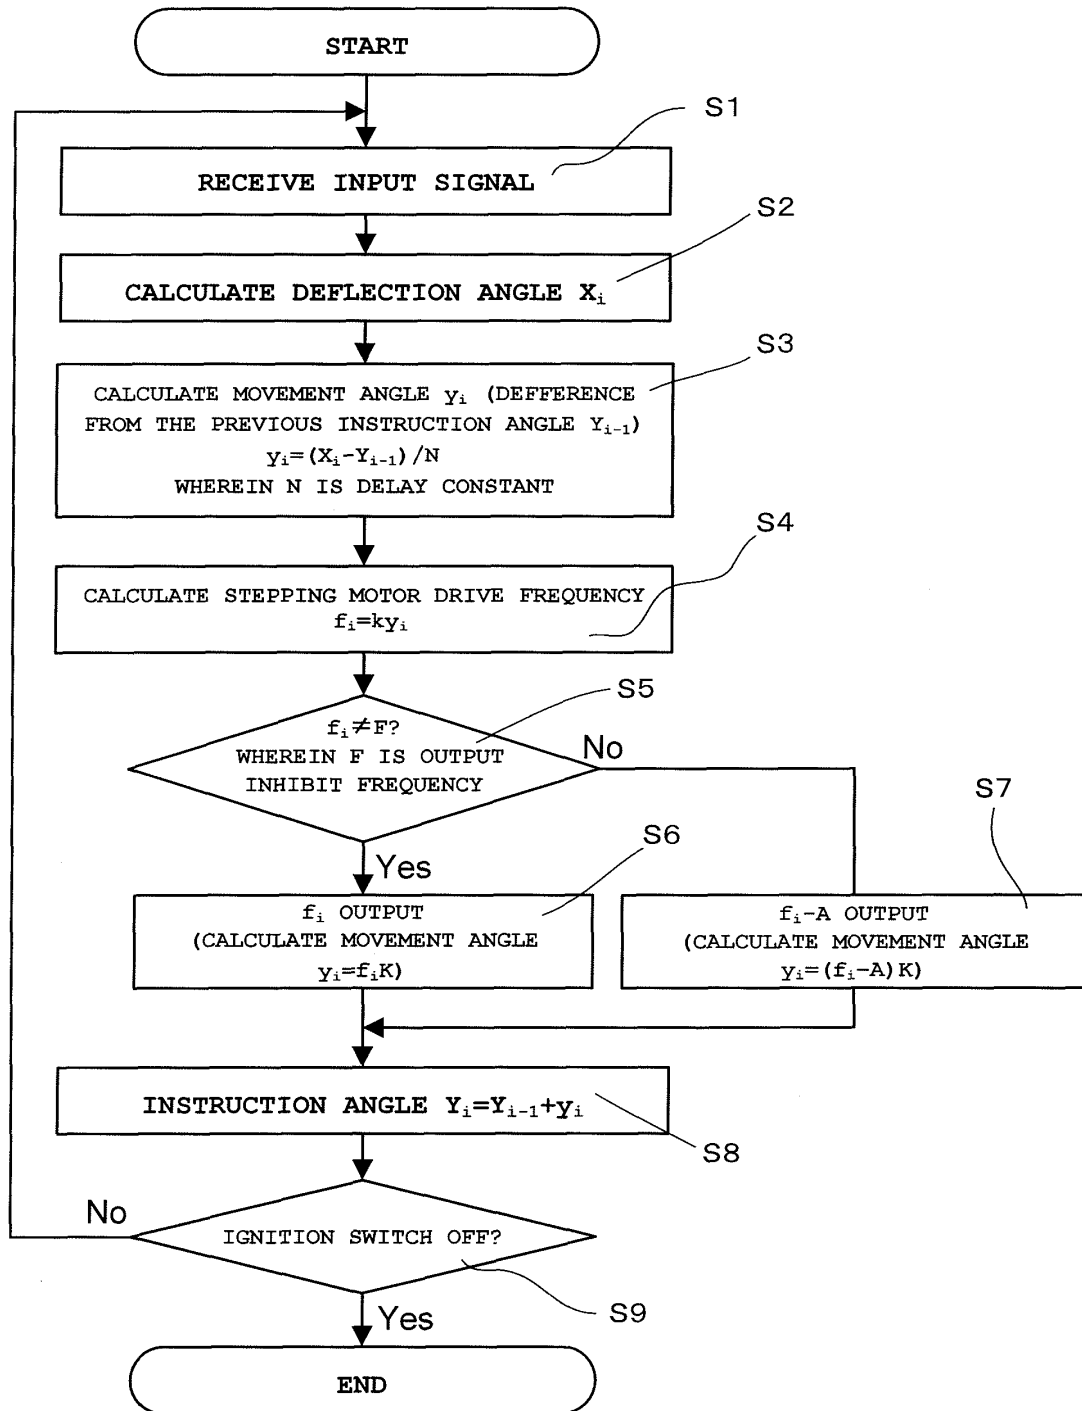 START
S1
RECEIVE INPUT SIGNAL
S2
CALCULATE DEFLECTION ANGLE Xᵢ
S3
CALCULATE MOVEMENT ANGLE yᵢ (DEFFERENCE
FROM THE PREVIOUS INSTRUCTION ANGLE Yᵢ₋₁)
yᵢ=(Xᵢ-Yᵢ₋₁)/N
WHEREIN N IS DELAY CONSTANT
S4
CALCULATE STEPPING MOTOR DRIVE FREQUENCY
fᵢ=kyᵢ
S5
fᵢ≠F?
WHEREIN F IS OUTPUT
INHIBIT FREQUENCY
No
Yes
S6
fᵢ OUTPUT
(CALCULATE MOVEMENT ANGLE
yᵢ=fᵢK)
S7
fᵢ-A OUTPUT
(CALCULATE MOVEMENT ANGLE
yᵢ=(fᵢ-A)K)
INSTRUCTION ANGLE Yᵢ=Yᵢ₋₁+yᵢ
S8
No
IGNITION SWITCH OFF?
S9
Yes
END